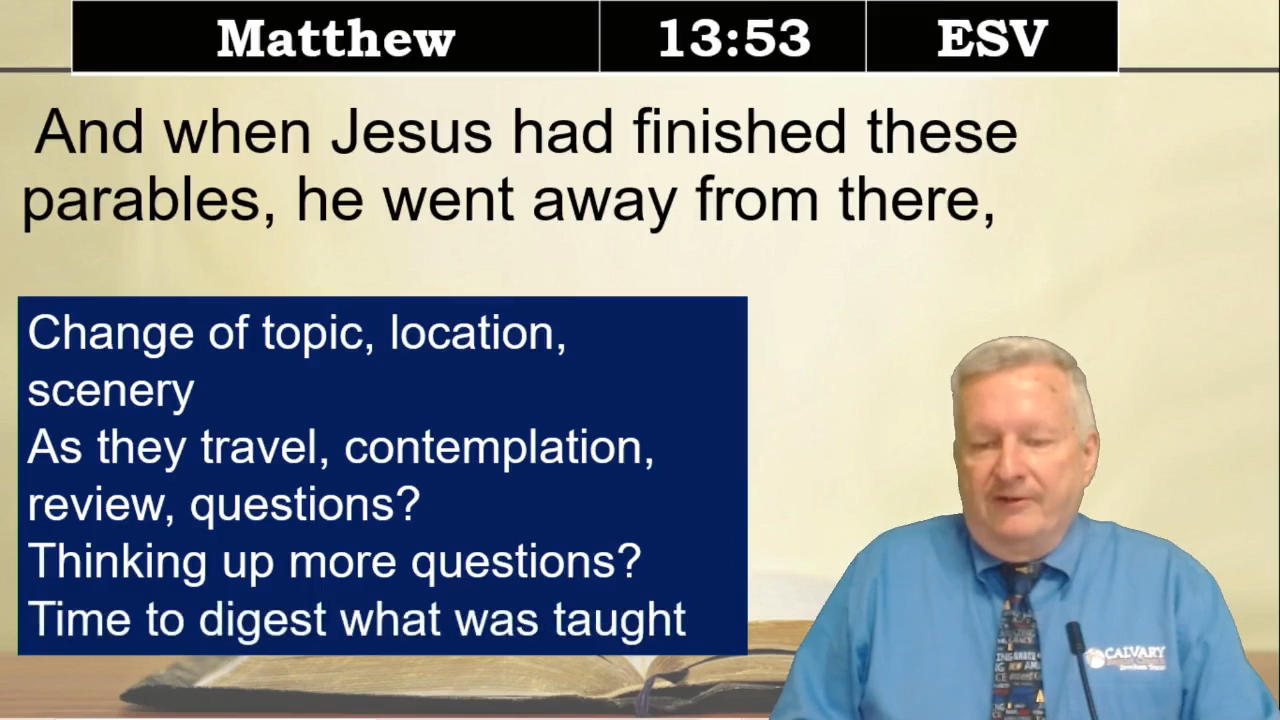 Matthew 13:53 ESV
And when Jesus had finished these
parables, he went away from there,
Change of topic, location,
scenery
As they travel, contemplation,
review, questions?
Thinking up more questions?
Time to digest what was taught
CALVARY